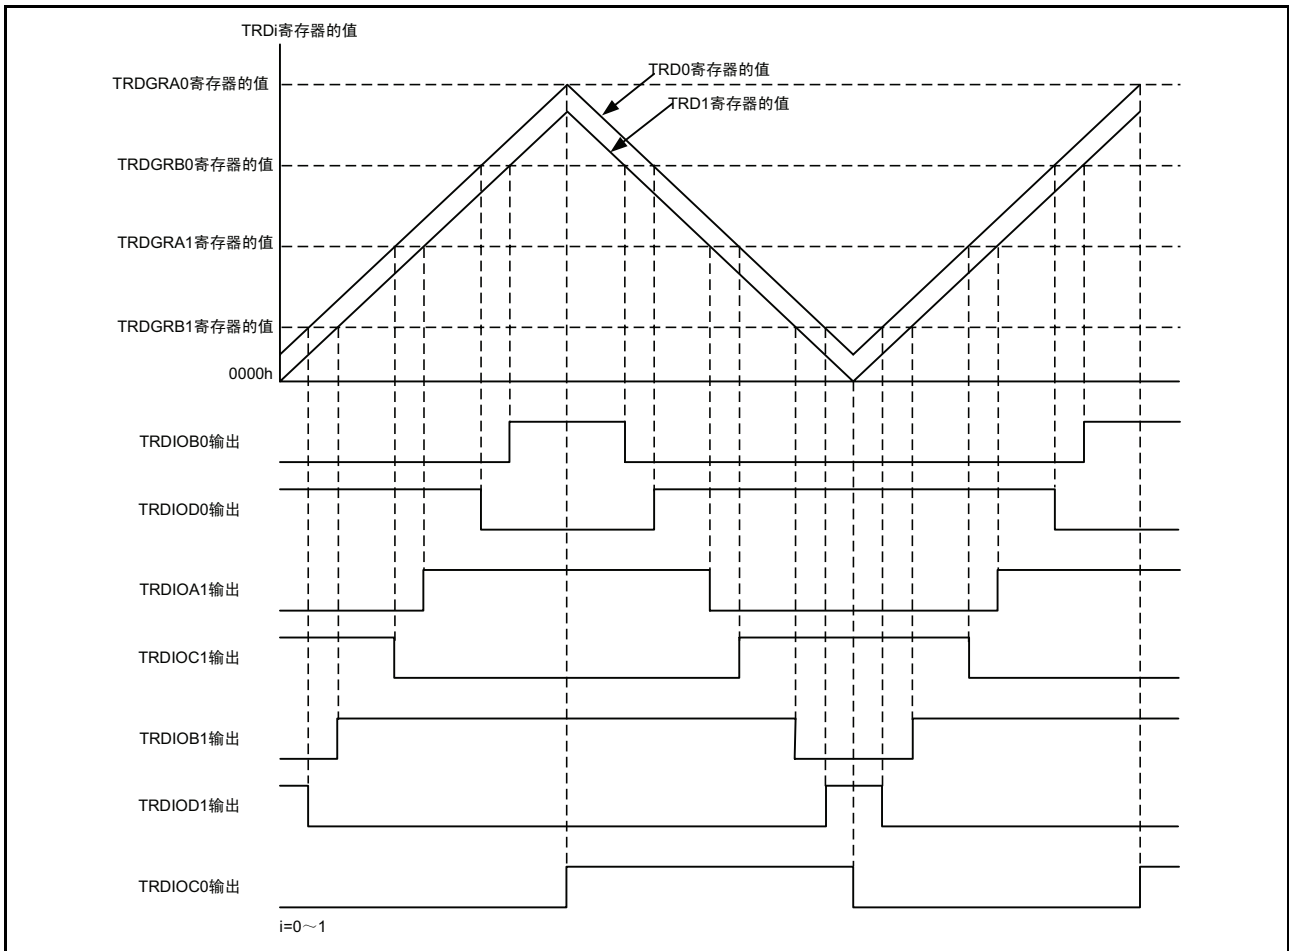 TRDi寄存器的值
TRDGRA0寄存器的值
TRD0寄存器的值
TRD1寄存器的值
TRDGRB0寄存器的值
TRDGRA1寄存器的值
TRDGRB1寄存器的值
0000h
TRDIOB0输出
TRDIOD0输出
TRDIOA1输出
TRDIOC1输出
TRDIOB1输出
TRDIOD1输出
TRDIOC0输出
i=0～1